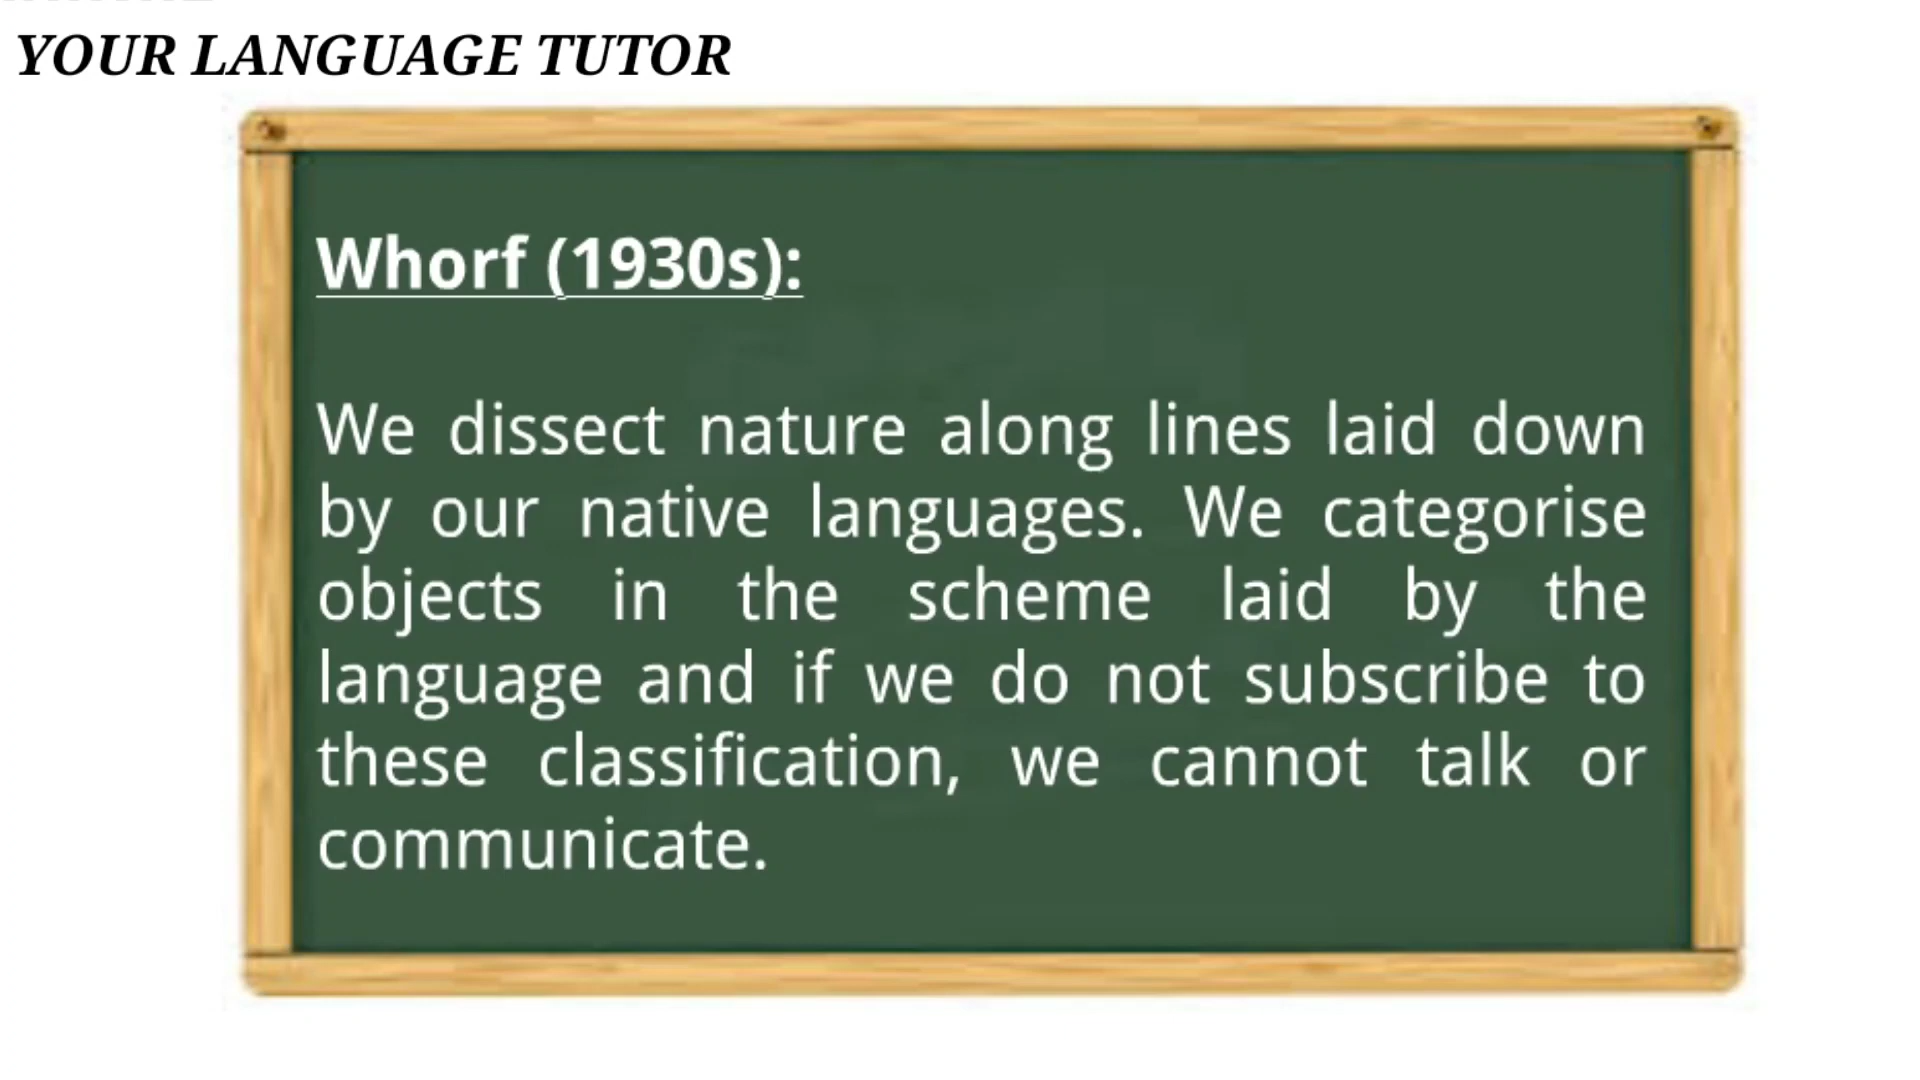 YOUR LANGUAGE TUTOR
Whorf (1930s):
We dissect nature along lines laid down
by our native languages. We categorise
objects in the scheme laid by the
language and if we do not subscribe to
these classification, we cannot talk or
communicate.